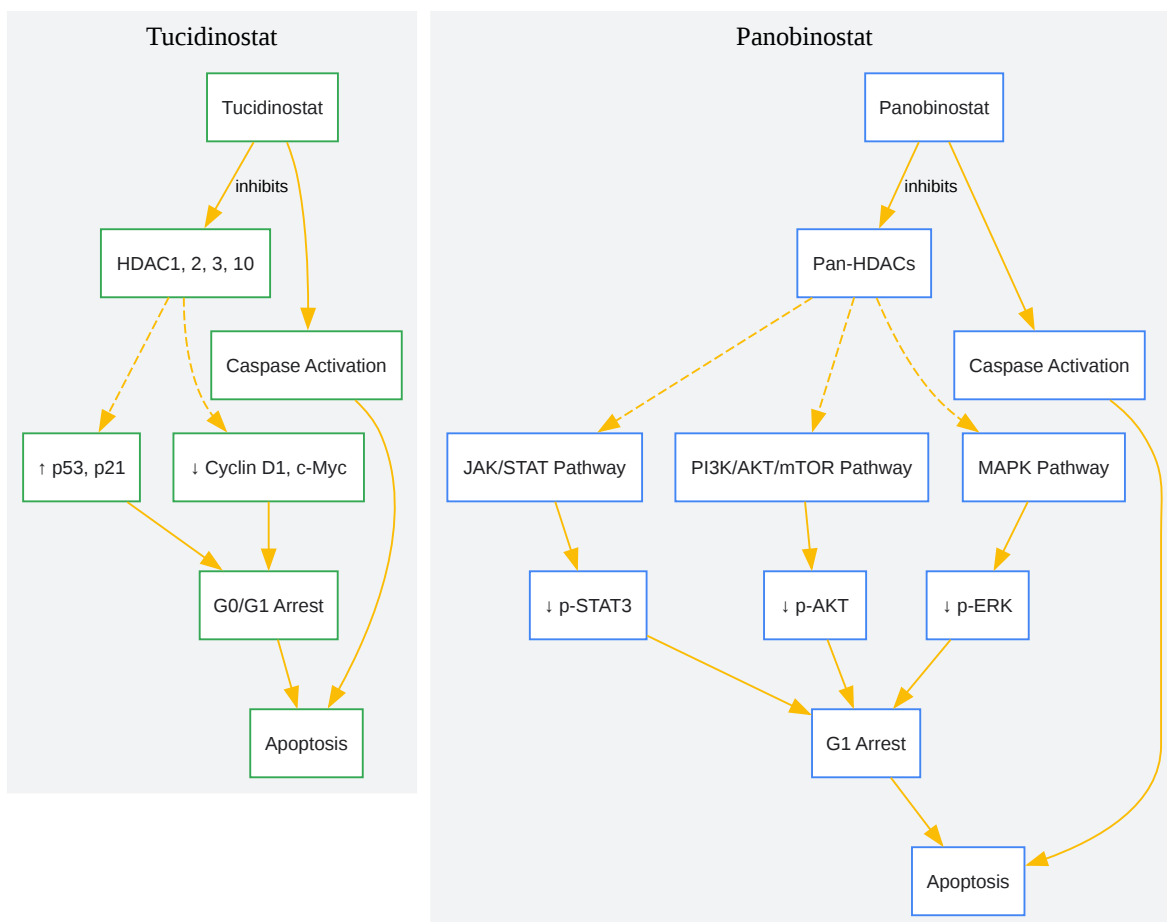 Tucidinostat
Tucidinostat
inhibits
HDAC1, 2, 3, 10
Caspase Activation
↑ p53, p21
↓ Cyclin D1, c-Myc
G0/G1 Arrest
Apoptosis
Panobinostat
Panobinostat
inhibits
Pan-HDACs
Caspase Activation
JAK/STAT Pathway
PI3K/AKT/mTOR Pathway
MAPK Pathway
↓ p-STAT3
↓ p-AKT
↓ p-ERK
G1 Arrest
Apoptosis